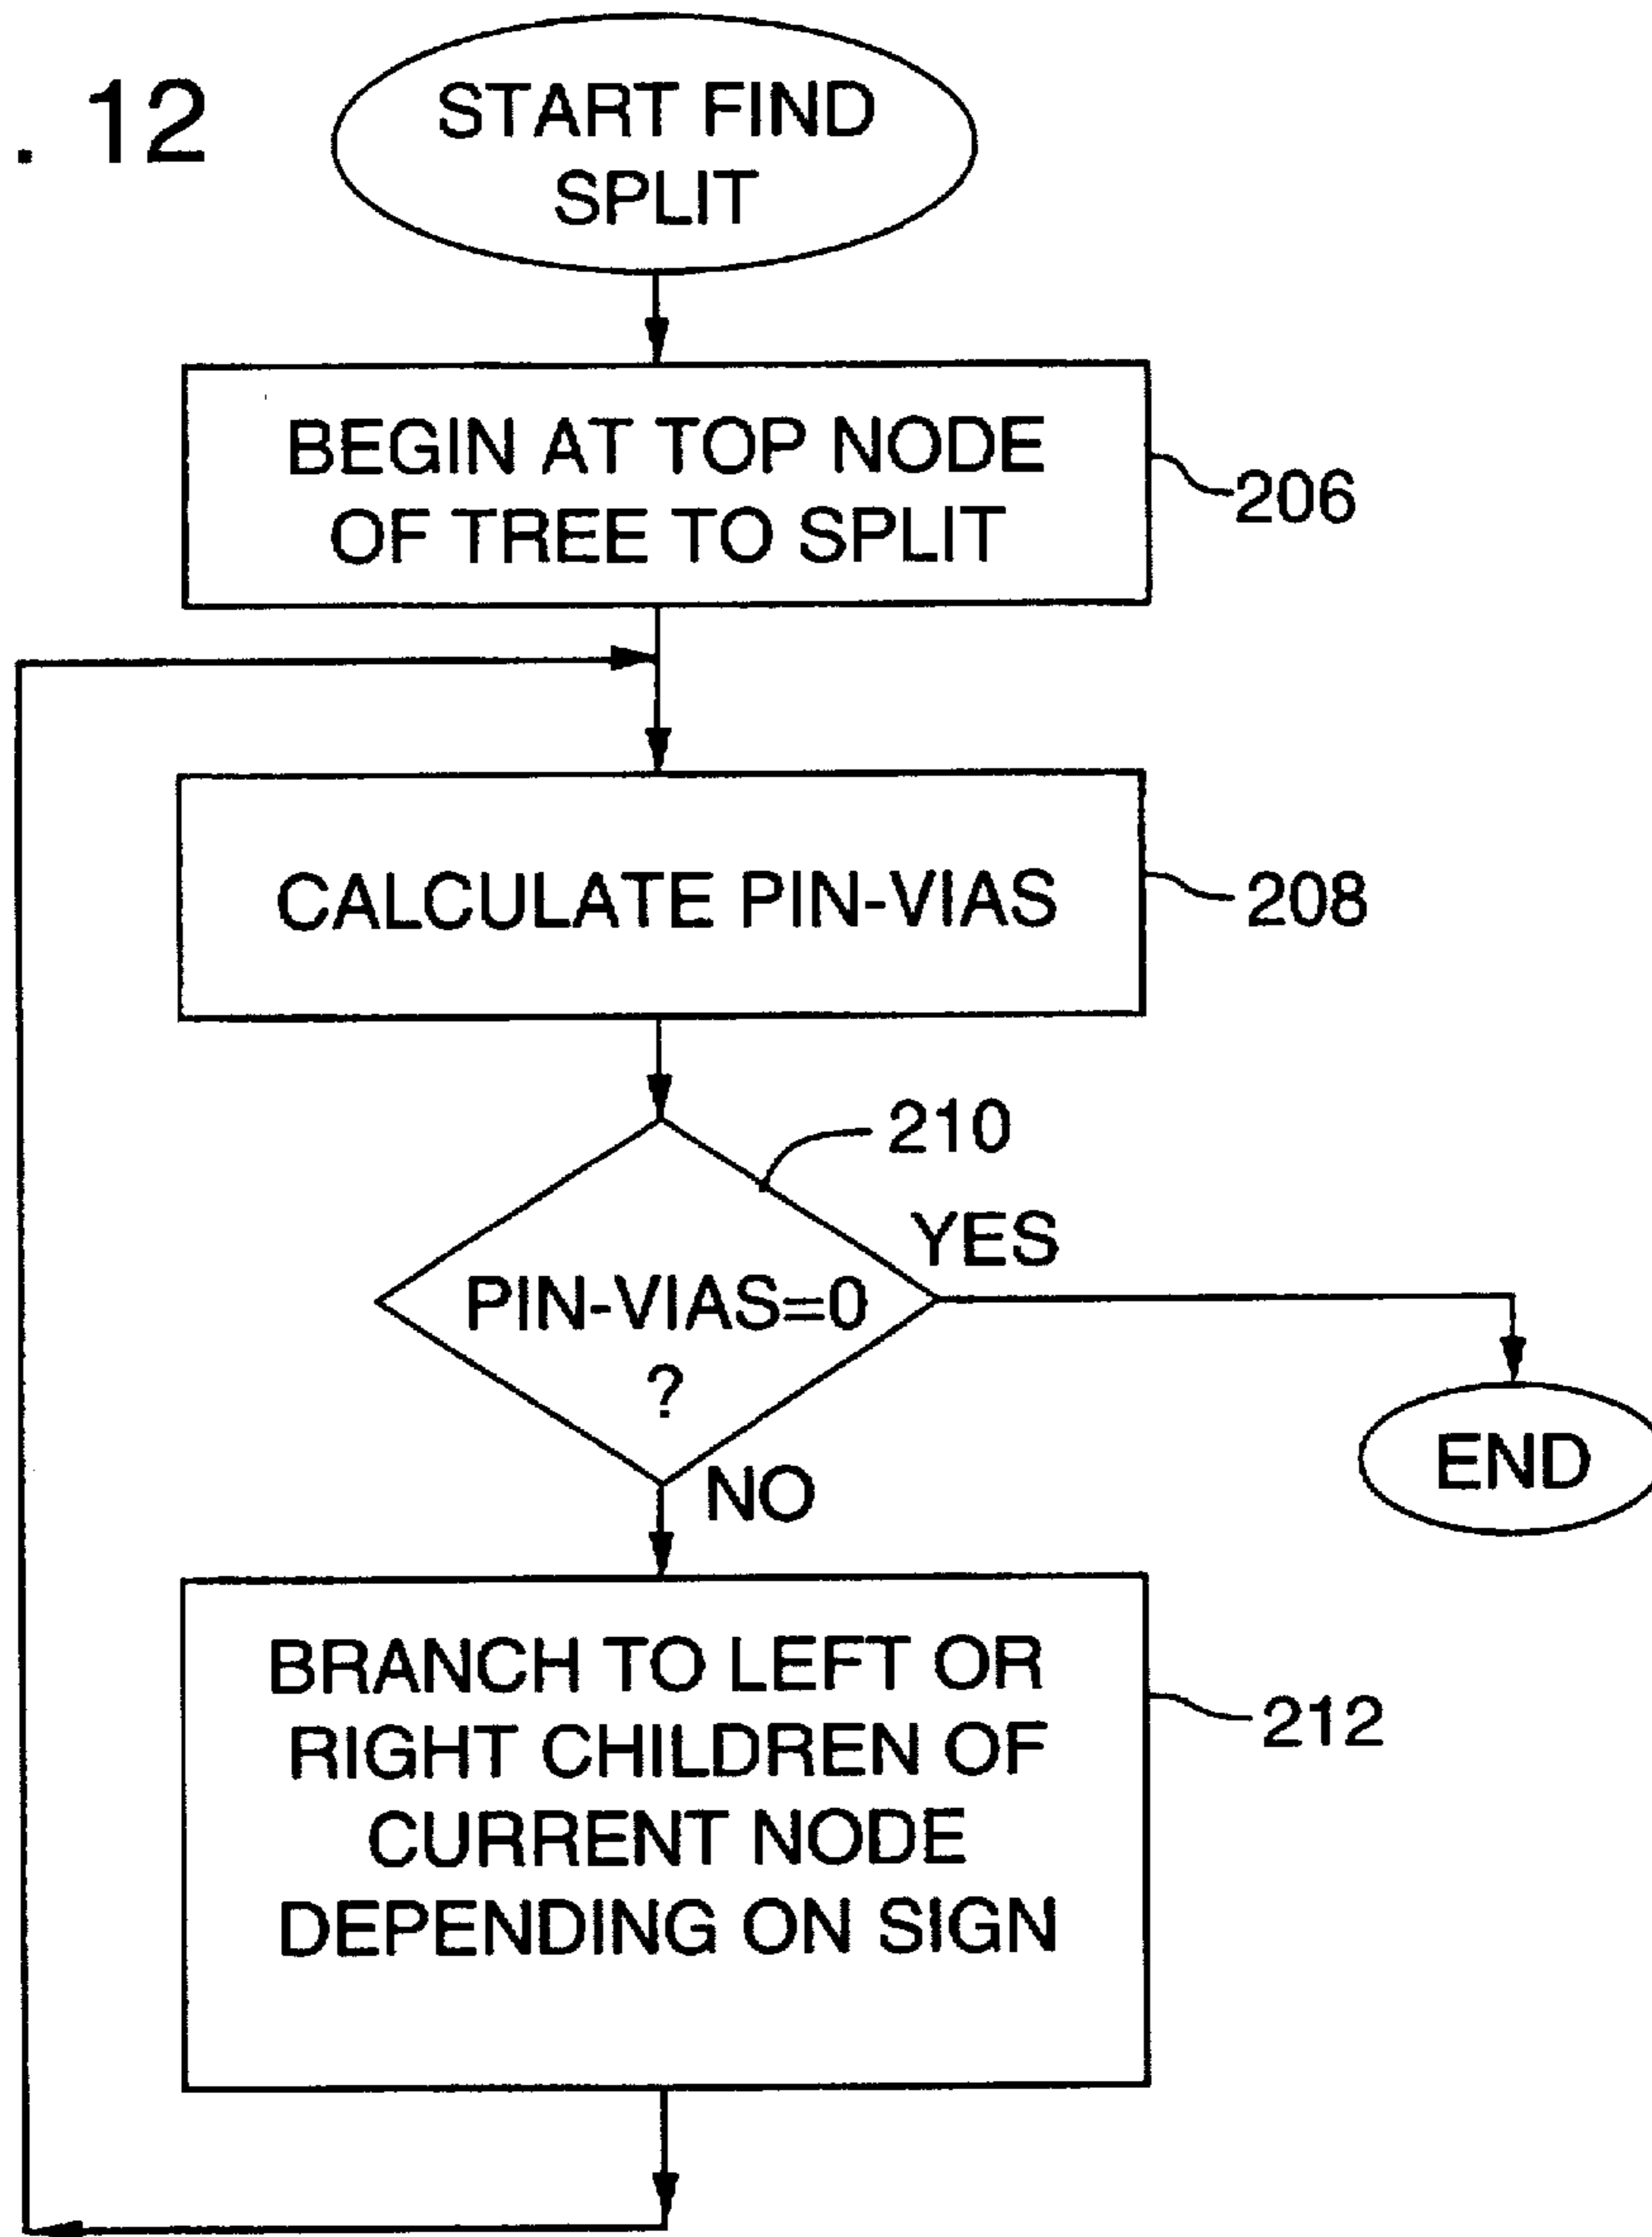 . 12
START FIND
SPLIT
BEGIN AT TOP NODE
OF TREE TO SPLIT
206
CALCULATE PIN-VIAS
208
210
YES
PIN-VIAS=0
?
END
NO
BRANCH TO LEFT OR
RIGHT CHILDREN OF
CURRENT NODE
DEPENDING ON SIGN
212